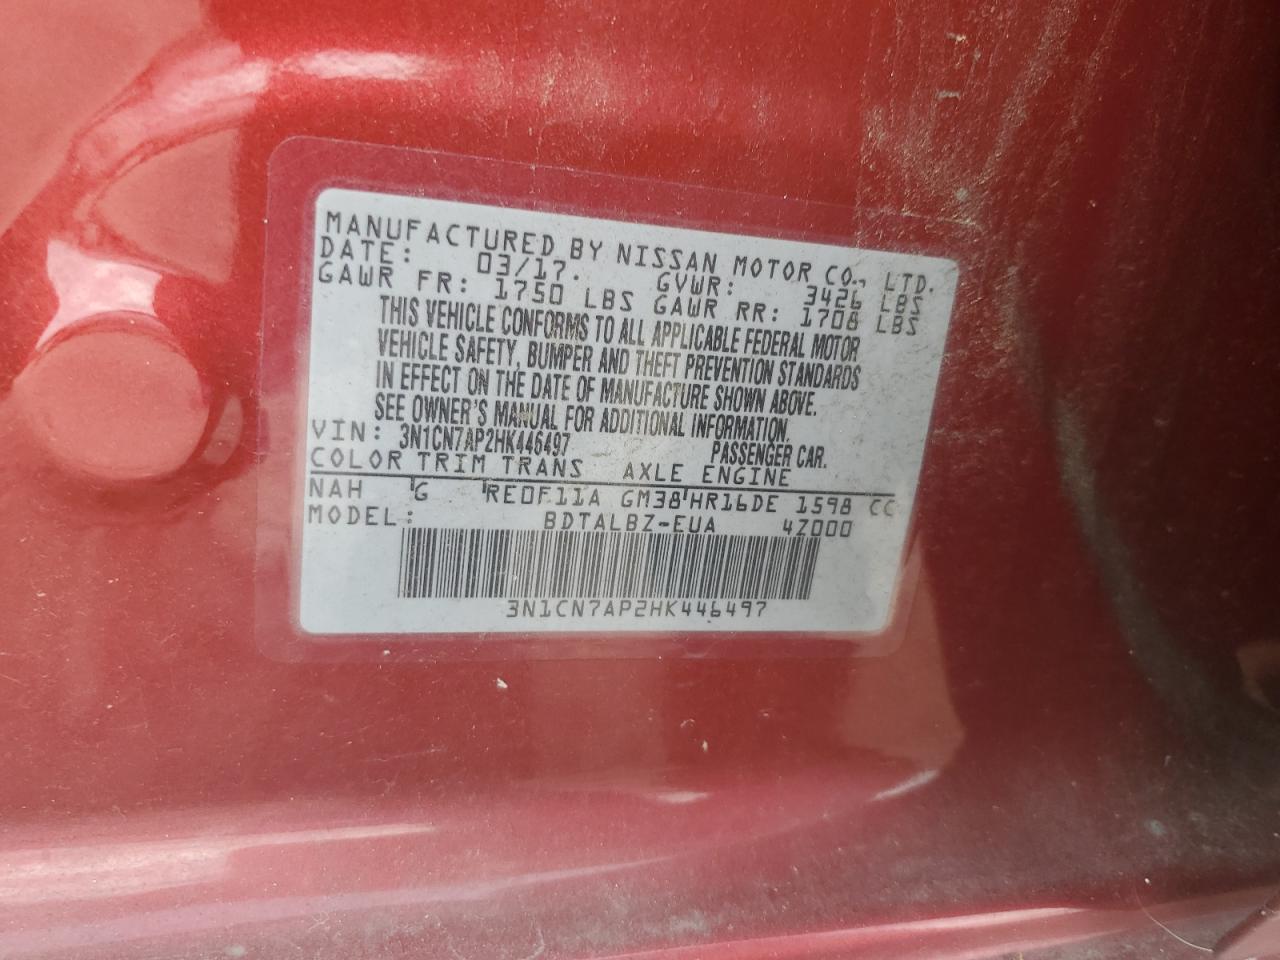 MANUFACTURED BY NISSAN MOTOR CO., LTD.
DATE: 03/17. GVWR: 3426 LBS
GAWR FR: 1750 LBS GAWR RR: 1708 LBS
THIS VEHICLE CONFORMS TO ALL APPLICABLE FEDERAL MOTOR
VEHICLE SAFETY, BUMPER AND THEFT PREVENTION STANDARDS
IN EFFECT ON THE DATE OF MANUFACTURE SHOWN ABOVE.
SEE OWNER'S MANUAL FOR ADDITIONAL INFORMATION.
VIN: 3N1CN7AP2HK446497 PASSENGER CAR.
COLOR TRIM TRANS AXLE ENGINE
NAH G RE0F11A GM38 HR16DE 1598 CC
MODEL: BDTALBZ-EUA 4Z000
3N1CN7AP2HK446497